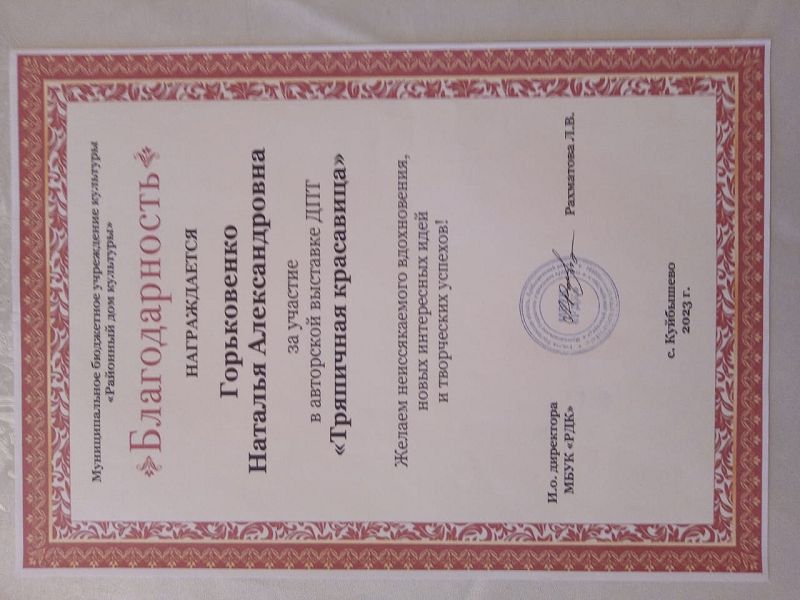 Муниципальное бюджетное учреждение культуры
«Районный дом культуры»
Благодарность
НАГРАЖДАЕТСЯ
Горьковенко
Наталья Александровна
за участие
в авторской выставке ДПТ
«Тряпичная красавица»
Желаем неиссякаемого вдохновения,
новых интересных идей
и творческих успехов!
И.о. директора
МБУК «РДК»
Рахматова Л.В.
с. Куйбышево
2023 г.